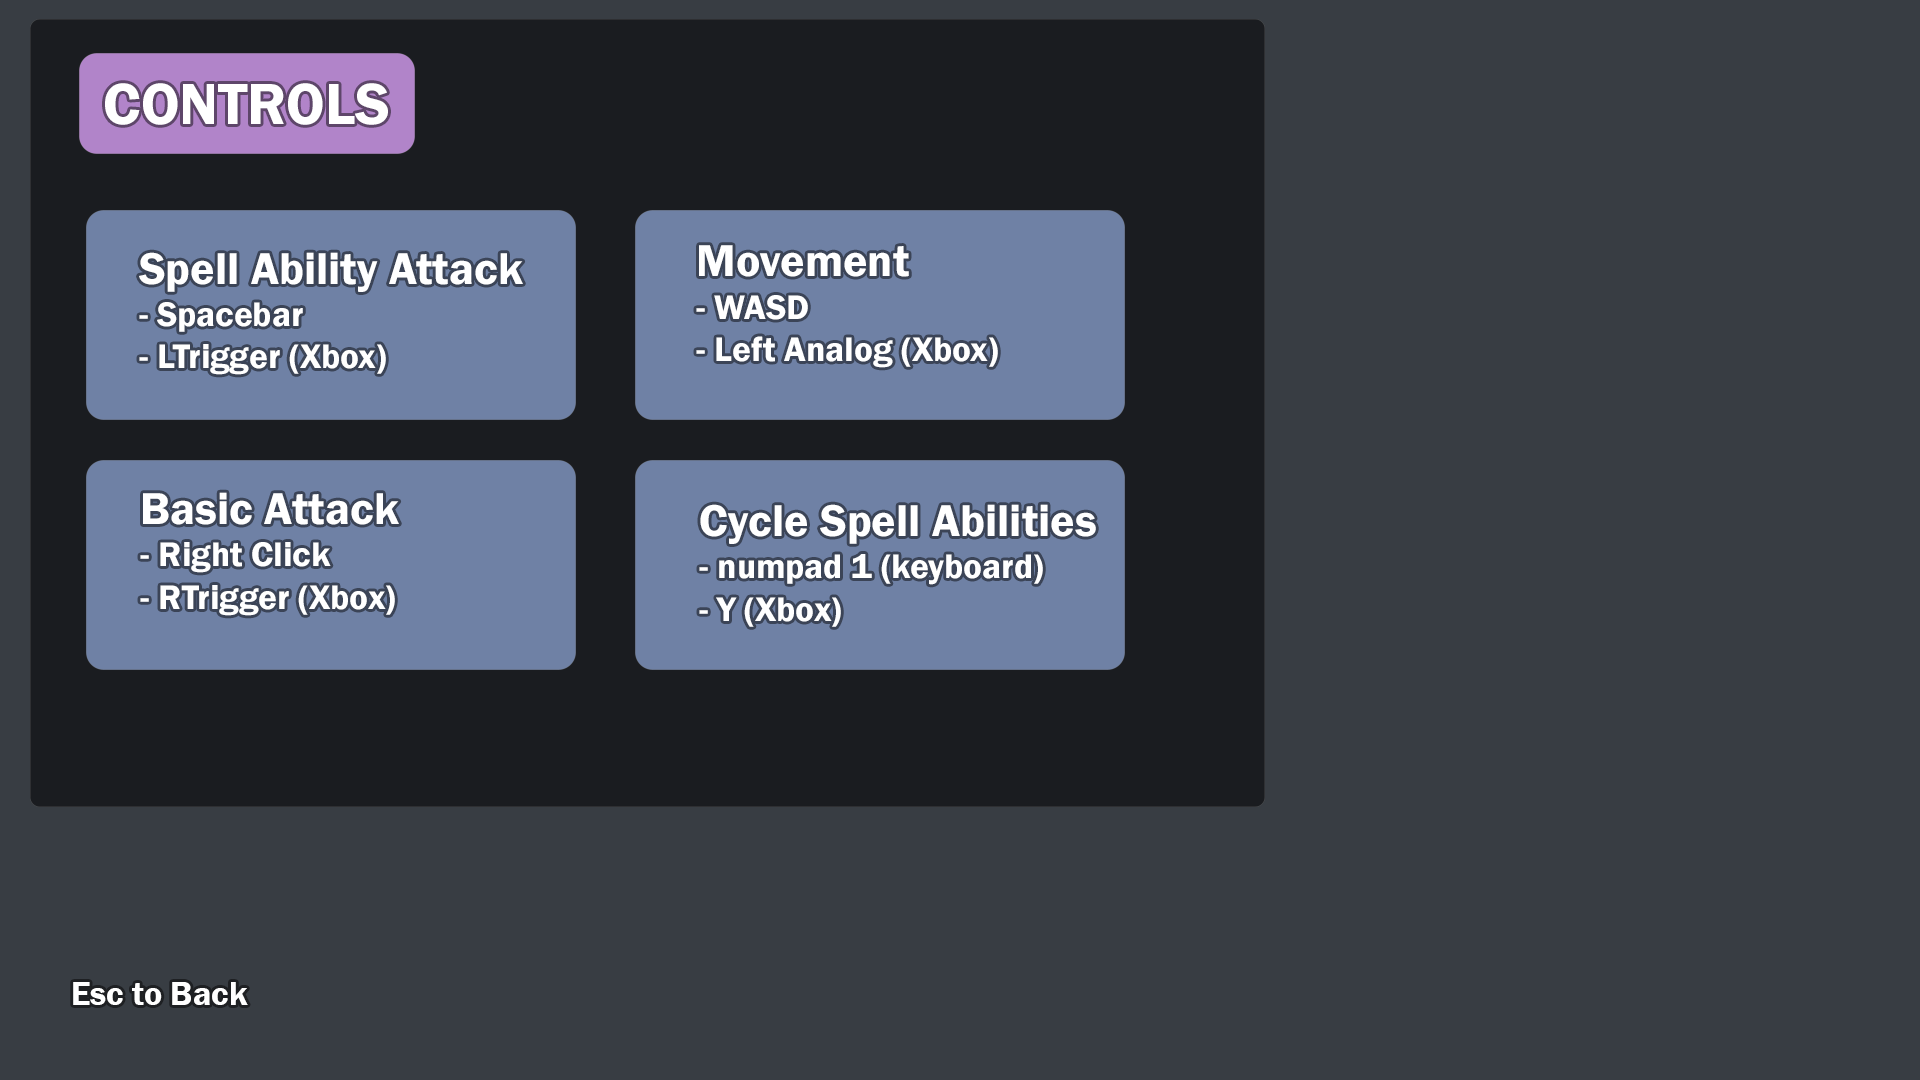 CONTROLS
Spell Ability Attack
- Spacebar
- LTrigger (Xbox)
Movement
- WASD
- Left Analog (Xbox)
Basic Attack
- Right Click
- RTrigger (Xbox)
Cycle Spell Abilities
- numpad 1 (keyboard)
- Y (Xbox)
Esc to Back